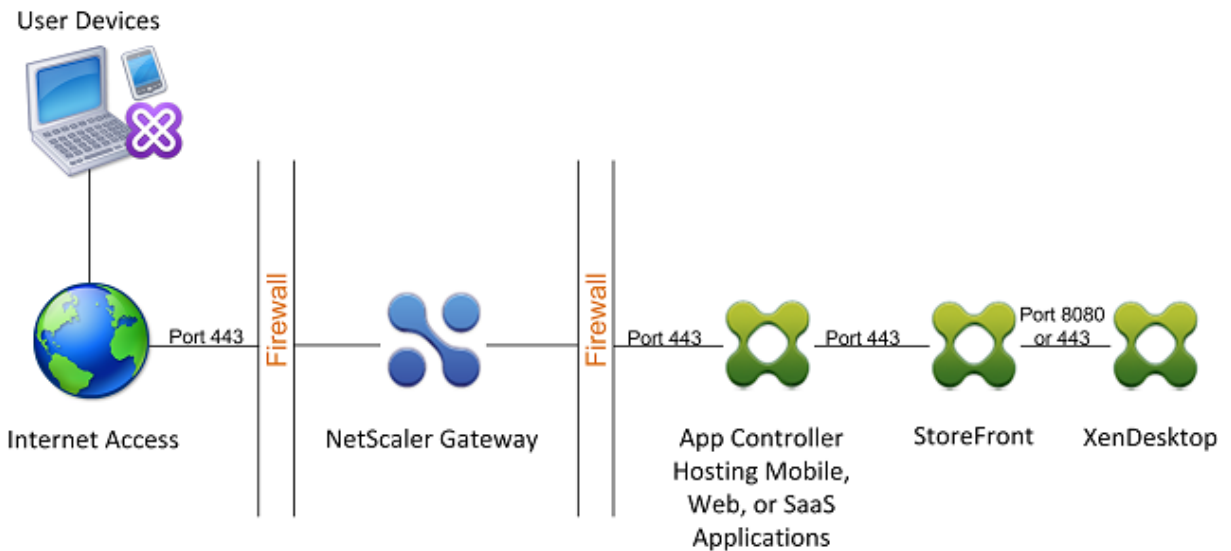 User Devices
Port 443
Firewall
Firewall
Port 443
Port 443
Port 8080
or 443
Internet Access
NetScaler Gateway
App Controller
Hosting Mobile,
Web, or SaaS
Applications
StoreFront
XenDesktop